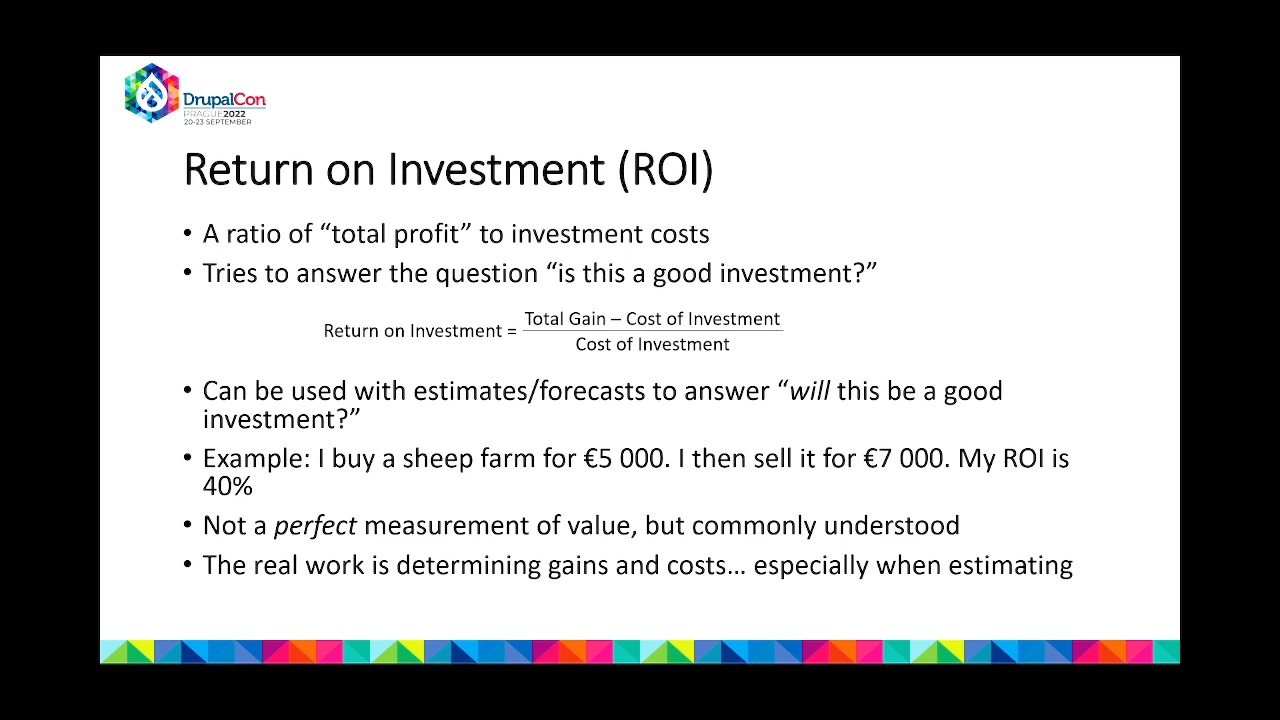 DrupalCon
PRAGUE2022
20-23 SEPTEMBER
Return on Investment (ROI)
• A ratio of “total profit” to investment costs
• Tries to answer the question “is this a good investment?”
Return on Investment =
Total Gain – Cost of Investment
Cost of Investment
• Can be used with estimates/forecasts to answer “will this be a good
investment?”
• Example: I buy a sheep farm for €5 000. I then sell it for €7 000. My ROI is
40%
• Not a perfect measurement of value, but commonly understood
• The real work is determining gains and costs… especially when estimating